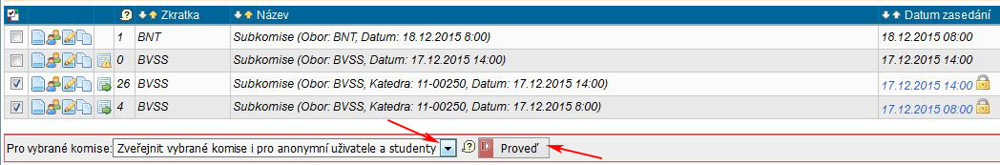 Zkratka Název Datum zasedání
1 BNT Subkomise (Obor: BNT, Datum: 18.12.2015 8:00) 18.12.2015 08:00
0 BVSS Subkomise (Obor: BVSS, Datum: 17.12.2015 14:00) 17.12.2015 14:00
26 BVSS Subkomise (Obor: BVSS, Katedra: 11-00250, Datum: 17.12.2015 14:00) 17.12.2015 14:00
4 BVSS Subkomise (Obor: BVSS, Katedra: 11-00250, Datum: 17.12.2015 8:00) 17.12.2015 08:00
Pro vybrané komise: Zveřejnit vybrané komise i pro anonymní uživatele a studenty Proveď